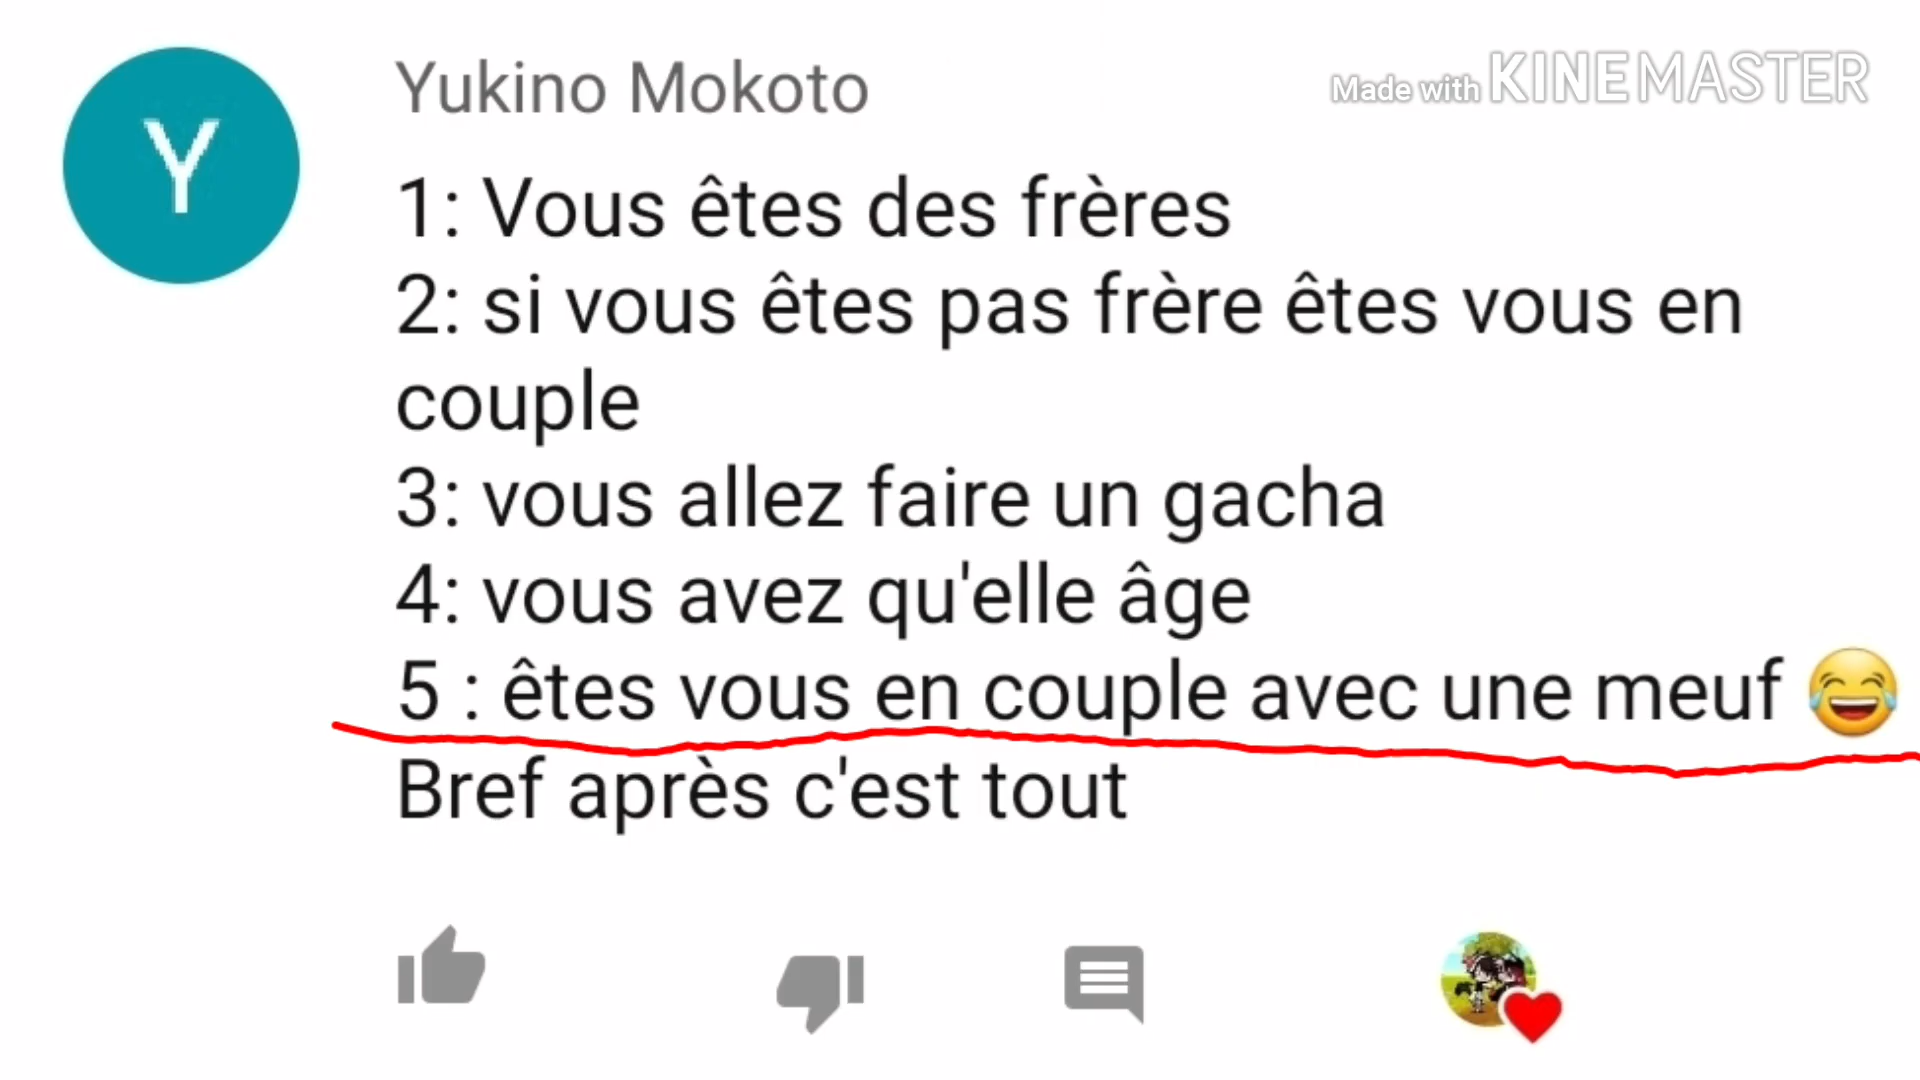 Y
Yukino Mokoto
Made with KINEMASTER
1: Vous êtes des frères
2: si vous êtes pas frère êtes vous en
couple
3: vous allez faire un gacha
4: vous avez qu'elle âge
5 : êtes vous en couple avec une meuf 😂
Bref après c'est tout